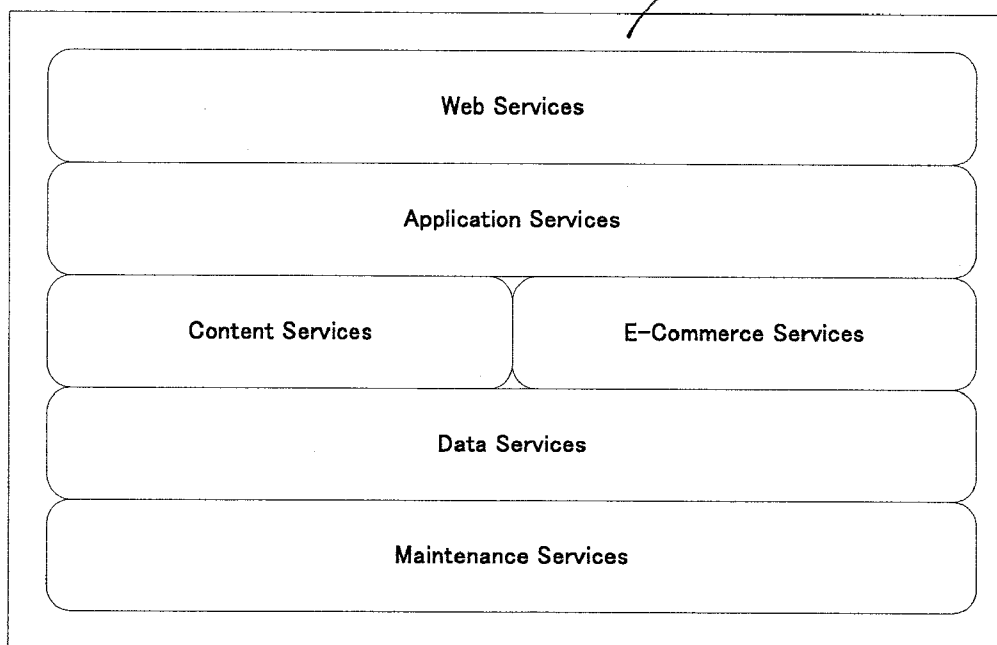 Web Services
Application Services
Content Services
E-Commerce Services
Data Services
Maintenance Services